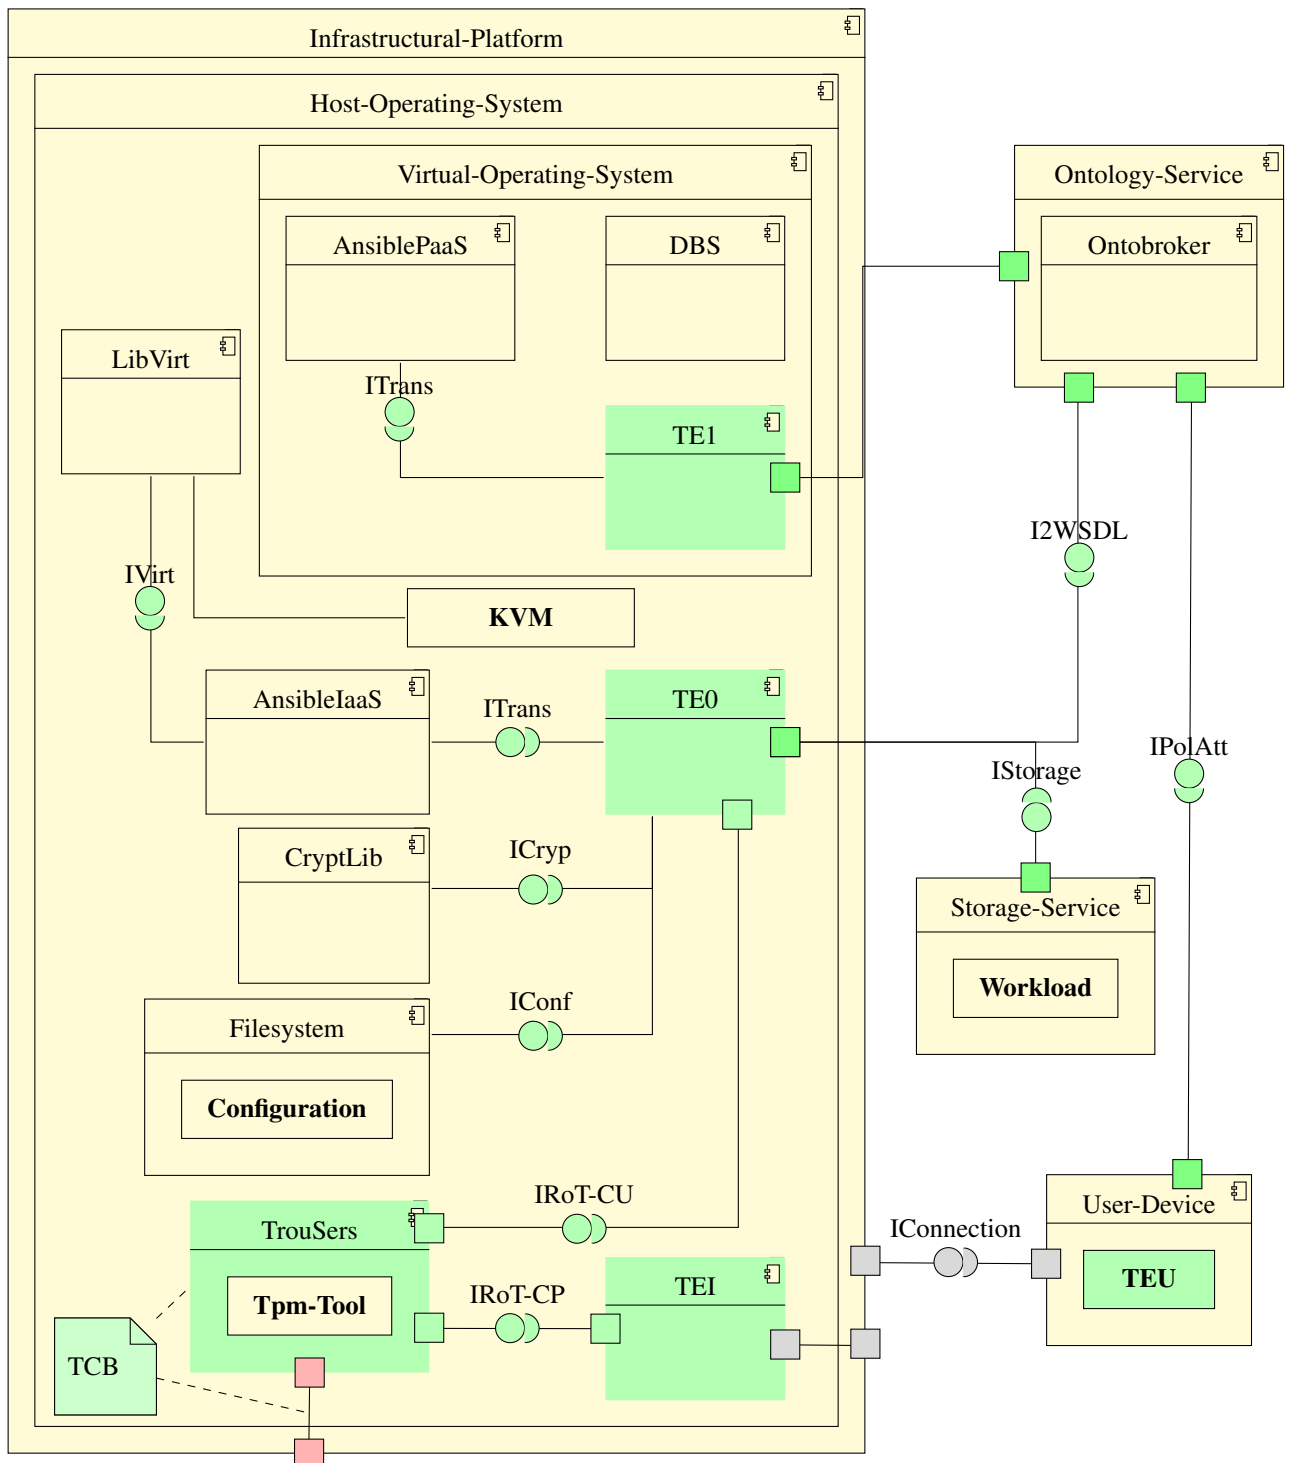 Infrastructural-Platform
Host-Operating-System
Virtual-Operating-System
Ontology-Service
AnsiblePaaS
DBS
Ontobroker
LibVirt
ITrans
TE1
I2WSDL
IVirt
KVM
AnsibleIaaS
ITrans
TE0
IPolAtt
IStorage
CryptLib
ICryp
Storage-Service
Workload
Filesystem
IConf
Configuration
TrouSers
IRoT-CU
User-Device
IConnection
TEU
Tpm-Tool
IRoT-CP
TEI
TCB